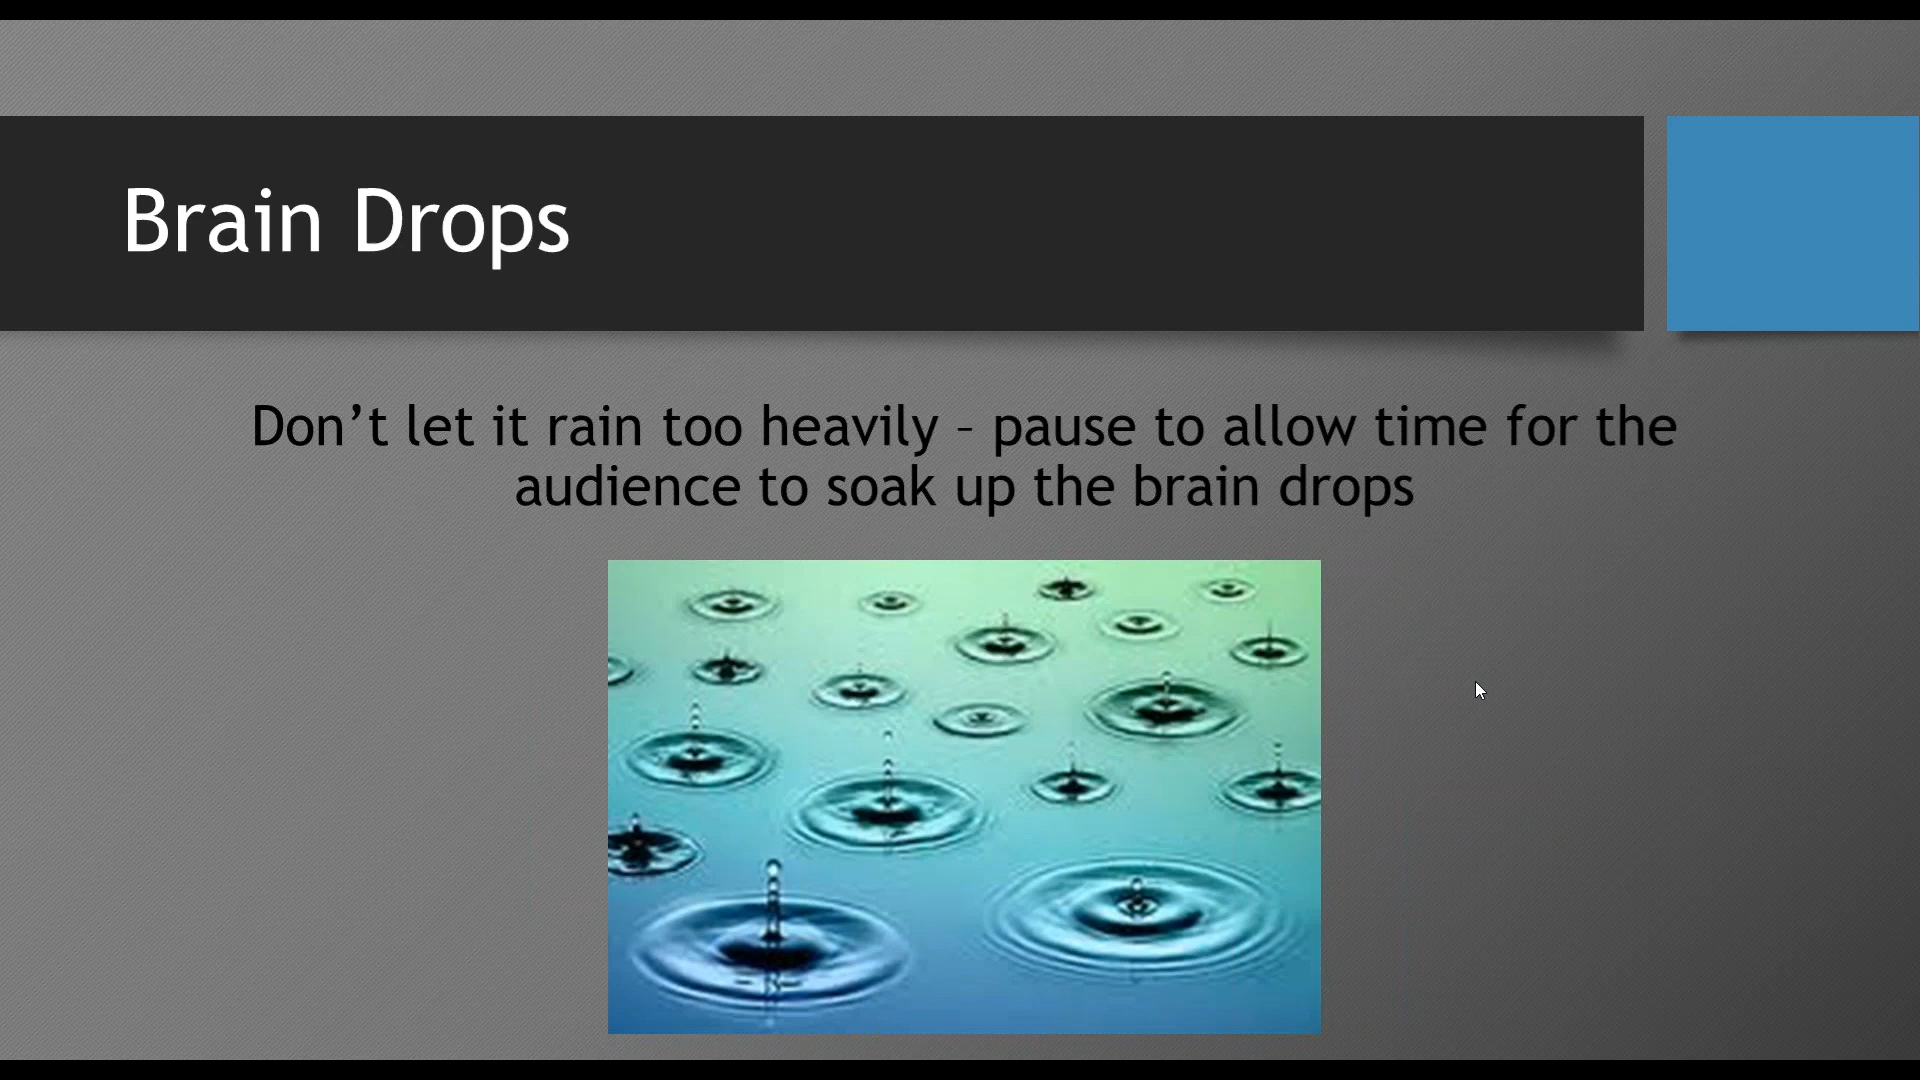 Brain Drops
Don’t let it rain too heavily – pause to allow time for the
audience to soak up the brain drops